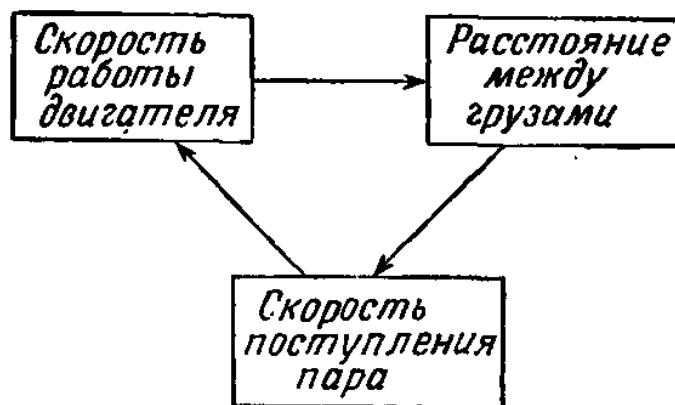 Скорость
работы
двигателя
Расстояние
между
грузами
Скорость
поступления
пара